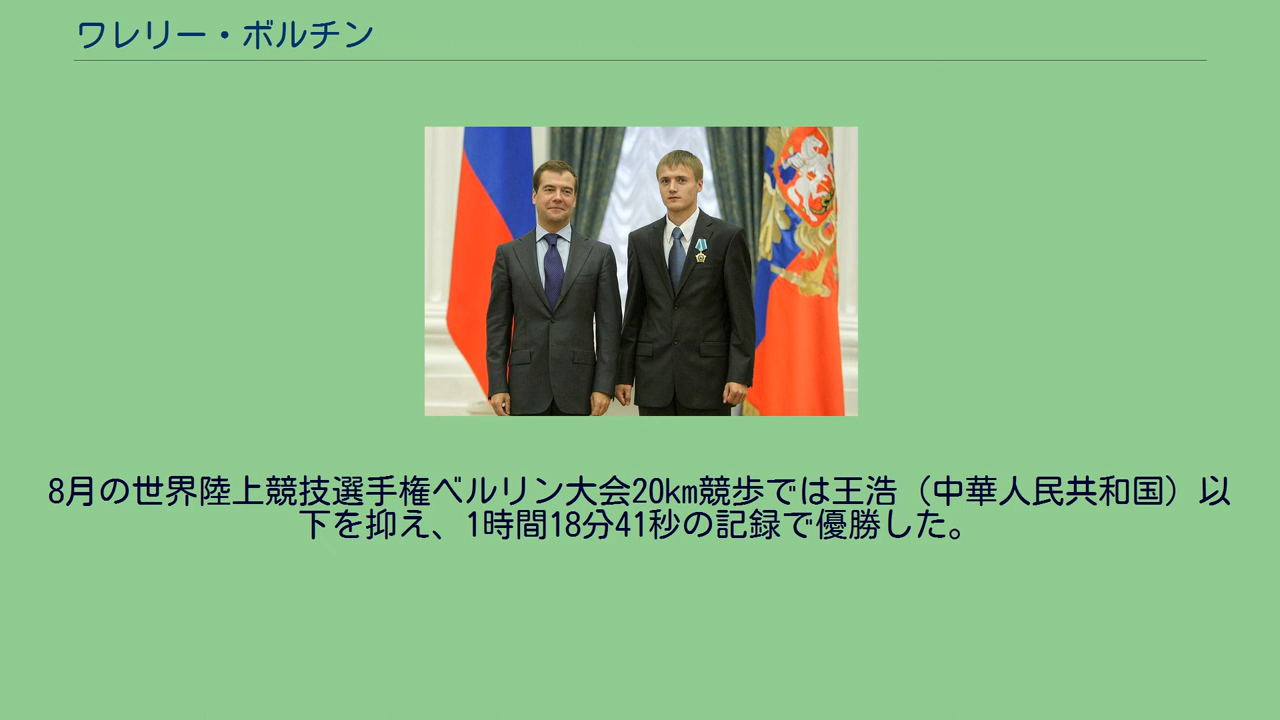 ワレリー・ボルチン
8月の世界陸上競技選手権ベルリン大会20km競歩では王浩（中華人民共和国）以
下を抑え、1時間18分41秒の記録で優勝した。